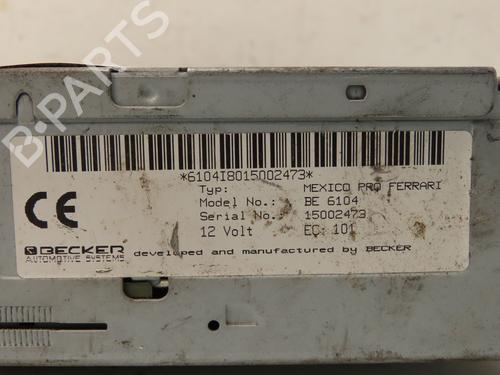 B-PARTS
*6104I8015002473*
Typ: MEXICO PRO FERRARI
Model No.: BE 6104
Serial No.: 15002473
12 Volt EC: 101
CE
BECKER
AUTOMOTIVE SYSTEMS
developed and manufactured by BECKER